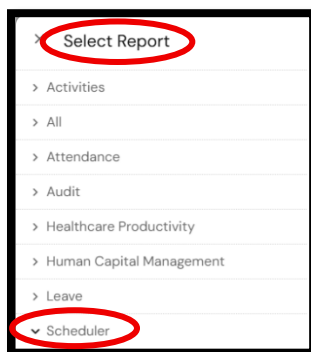 Select Report
Activities
All
Attendance
Audit
Healthcare Productivity
Human Capital Management
Leave
Scheduler